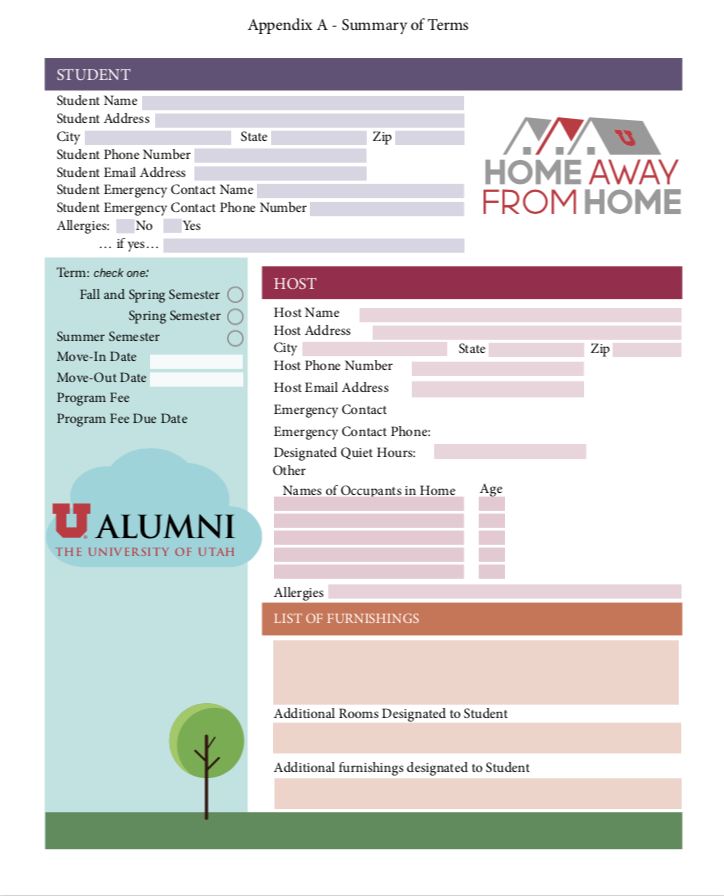 Appendix A - Summary of Terms
STUDENT
Student Name
Student Address
City State Zip
Student Phone Number
Student Email Address
Student Emergency Contact Name
Student Emergency Contact Phone Number
Allergies: No Yes
… if yes…
U
HOME AWAY
FROM HOME
Term: check one:
Fall and Spring Semester
Spring Semester
Summer Semester
Move-In Date
Move-Out Date
Program Fee
Program Fee Due Date
U ALUMNI
THE UNIVERSITY OF UTAH
HOST
Host Name
Host Address
City State Zip
Host Phone Number
Host Email Address
Emergency Contact
Emergency Contact Phone:
Designated Quiet Hours:
Other
Names of Occupants in Home Age
Allergies
LIST OF FURNISHINGS
Additional Rooms Designated to Student
Additional furnishings designated to Student